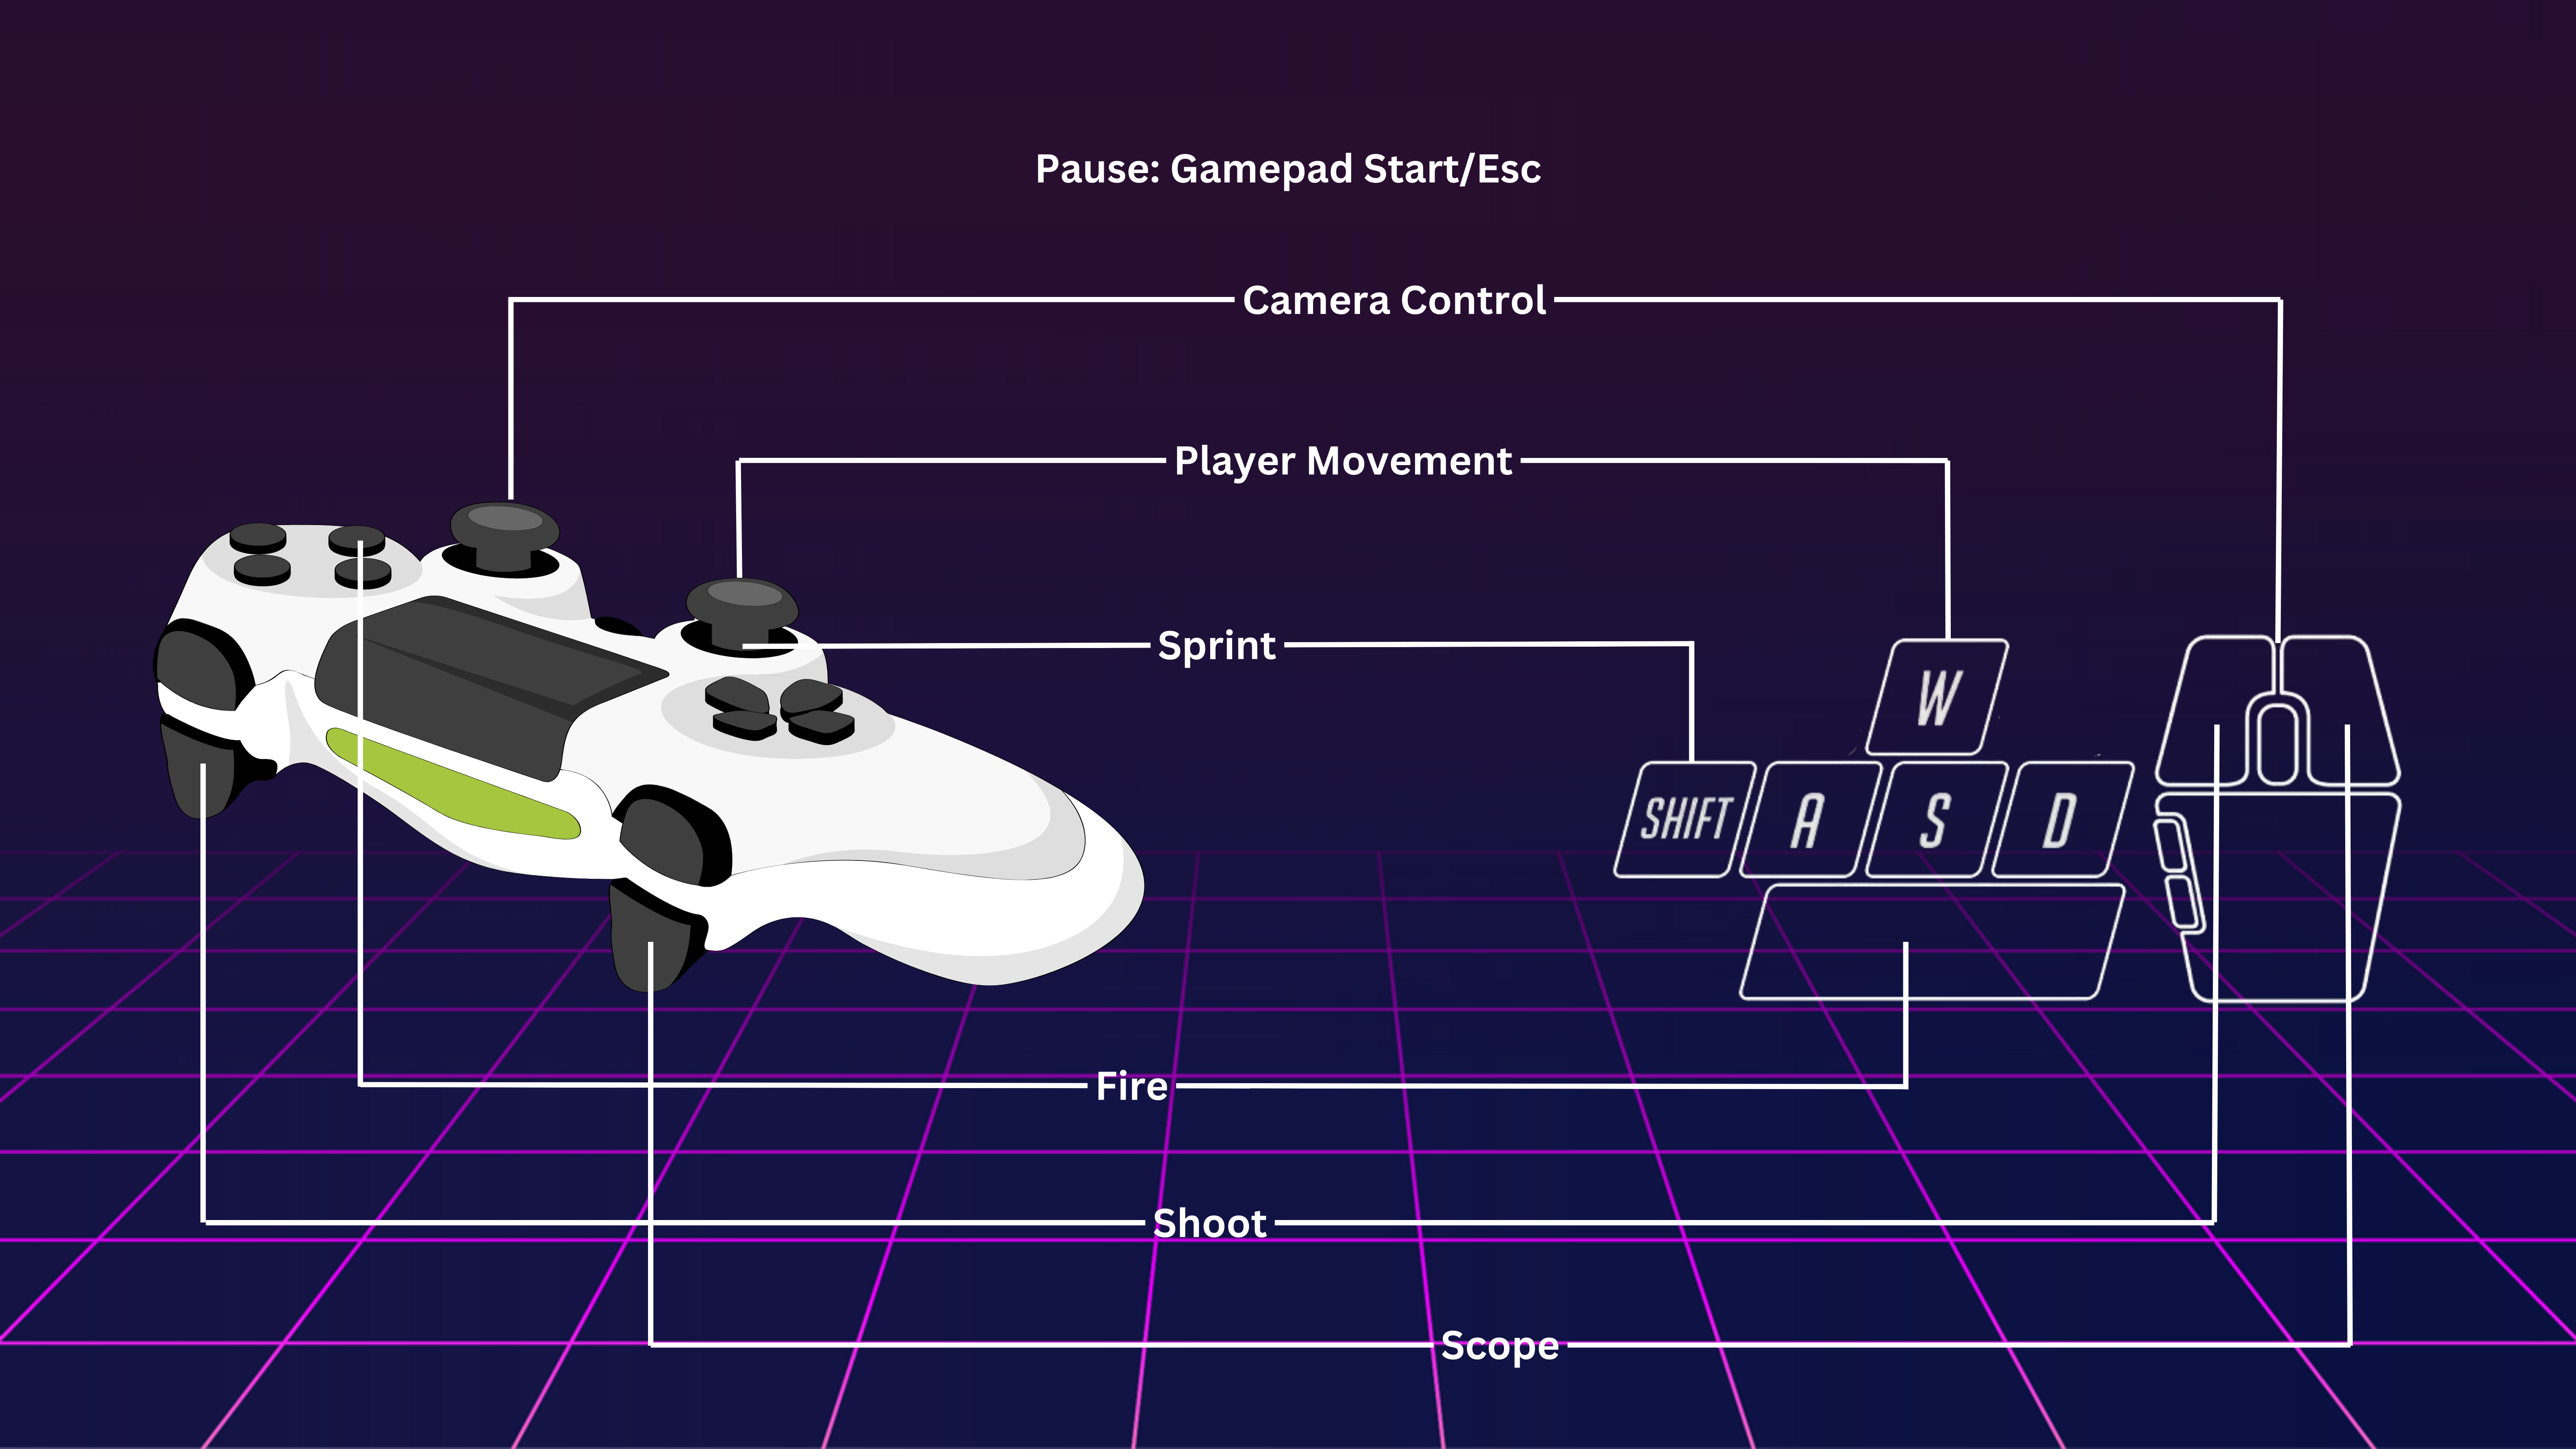 Pause: Gamepad Start/Esc
Camera Control
Player Movement
Sprint
W
SHIFT A S D
Fire
Shoot
Scope